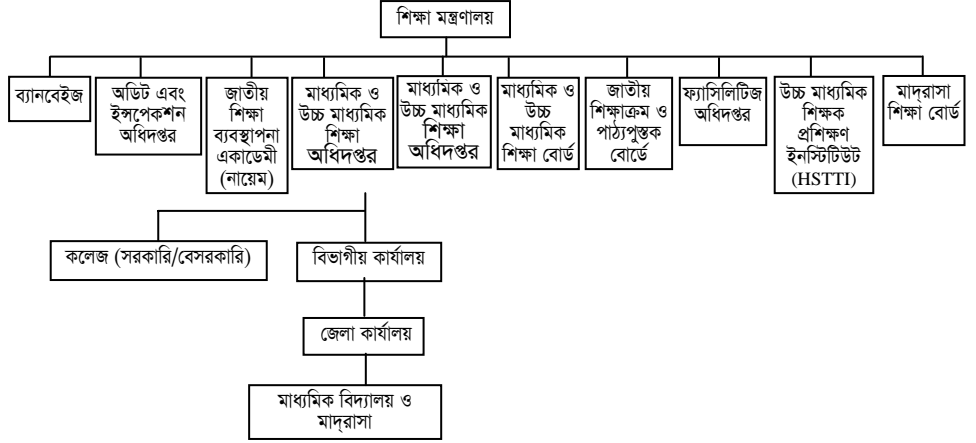 শিক্ষা মন্ত্রণালয়
ব্যানবেইজ
অডিট এবং
ইন্সপেকশন
অধিদপ্তর
জাতীয়
শিক্ষা
ব্যবস্থাপনা
একাডেমী
(নায়েম)
মাধ্যমিক ও
উচ্চ মাধ্যমিক
শিক্ষা
অধিদপ্তর
মাধ্যমিক ও
উচ্চ মাধ্যমিক
শিক্ষা
অধিদপ্তর
মাধ্যমিক ও
উচ্চ
মাধ্যমিক
শিক্ষা বোর্ড
জাতীয়
শিক্ষাক্রম ও
পাঠ্যপুস্তক
বোর্ডে
ফ্যাসিলিটিজ
অধিদপ্তর
উচ্চ মাধ্যমিক
শিক্ষক
প্রশিক্ষণ
ইনস্টিটিউট
(HSTTI)
মাদ্‌রাসা
শিক্ষা বোর্ড
কলেজ (সরকারি/বেসরকারি)
বিভাগীয় কার্যালয়
জেলা কার্যালয়
মাধ্যমিক বিদ্যালয় ও
মাদ্‌রাসা